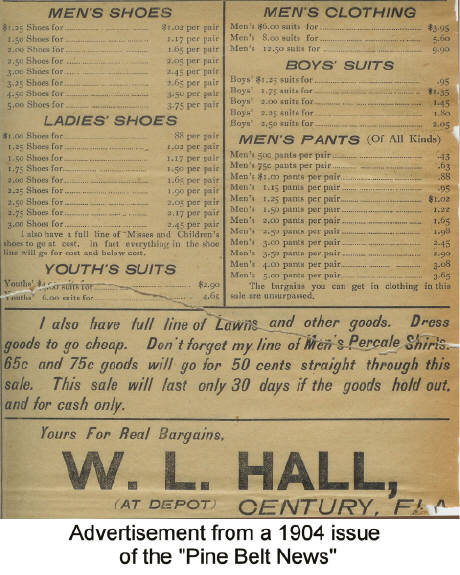 MEN'S SHOES
$1.25 Shoes for........$1.02 per pair
1.50 Shoes for........1.17 per pair
2.00 Shoes for........1.65 per pair
2.50 Shoes for........2.05 per pair
3.00 Shoes for........2.45 per pair
3.25 Shoes for........2.65 per pair
4.50 Shoes for........3.50 per pair
5.00 Shoes for........3.75 per pair
LADIES' SHOES
$1.00 Shoes for........88 per pair
1.25 Shoes for........1.02 per pair
1.50 Shoes for........1.17 per pair
1.75 Shoes for........1.50 per pair
2.00 Shoes for........1.65 per pair
2.25 Shoes for........1.90 per pair
2.50 Shoes for........2.05 per pair
2.75 Shoes for........2.17 per pair
3.00 Shoes for........2.45 per pair
I also have a full line of Misses and Children's
shoes to go at cost. In fact everything in the shoe
line will go for cost and below cost.
YOUTH'S SUITS
Youths' suits for........$2.90
Youths' 6.00 suits for........4.65
MEN'S CLOTHING
Men's $6.00 suits for........$3.95
Men's 8.00 suits for........5.60
Men's 12.50 suits for........9.90
BOYS' SUITS
Boys' $1.25 suits for.........95
Boys' 1.75 suits for........$1.35
Boys' 2.00 suits for........1.45
Boys' 2.25 suits for........1.80
Boys' 2.50 suits for........2.05
MEN'S PANTS (Of All Kinds)
Men's 50c pants per pair........43
Men's 75c pants per pair........63
Men's $1.00 pants per pair........88
Men's 1.15 pants per pair........95
Men's 1.25 pants per pair........$1.02
Men's 1.50 pants per pair........1.22
Men's 2.00 pants per pair........1.65
Men's 2.50 pants per pair........1.98
Men's 3.00 pants per pair........2.45
Men's 3.50 pants per pair........2.90
Men's 4.00 pants per pair........3.08
Men's 5.00 pants per pair........3.65
The bargains you can get in clothing in this
sale are unsurpassed.
I also have full line of Lawns and other goods. Dress
goods to go cheap. Don't forget my line of Men's Percale Shirts.
65c and 75c goods will go for 50 cents straight through this
sale. This sale will last only 30 days if the goods hold out,
and for cash only.
Yours For Real Bargains,
W. L. HALL,
(AT DEPOT) CENTURY, FLA
Advertisement from a 1904 issue
of the "Pine Belt News"